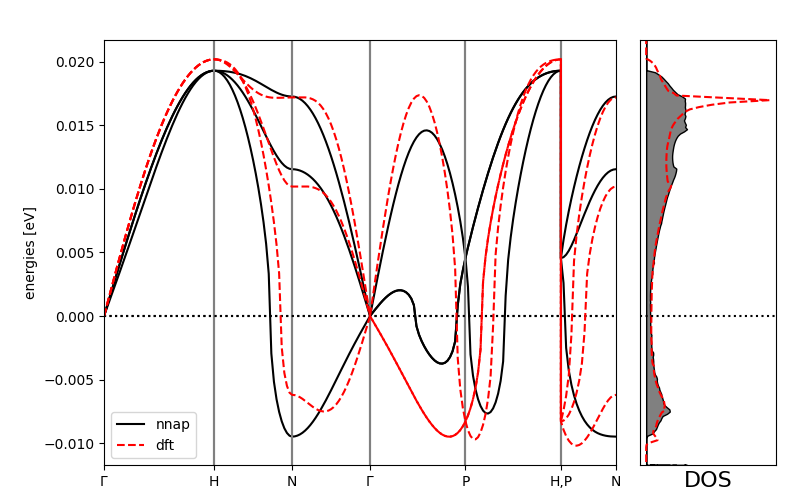 energies [eV]
0.020
0.015
0.010
0.005
0.000
−0.005
−0.010
nnap
dft
Γ H N Γ P H,P N
DOS